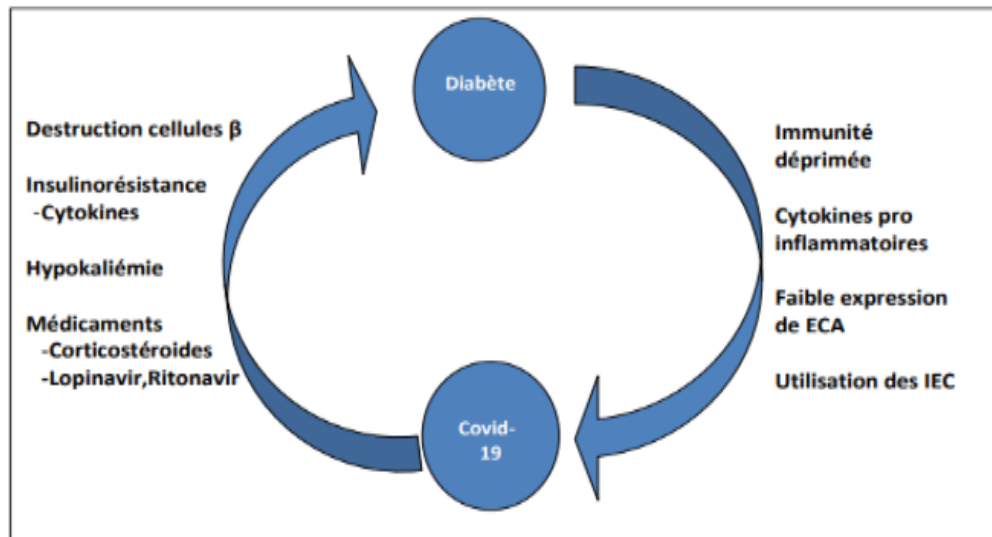 Diabète
Destruction cellules β
Insulinorésistance
-Cytokines
Hypokaliémie
Médicaments
-Corticostéroides
-Lopinavir,Ritonavir
Immunité
déprimée
Cytokines pro
inflammatoires
Faible expression
de ECA
Utilisation des IEC
Covid-
19